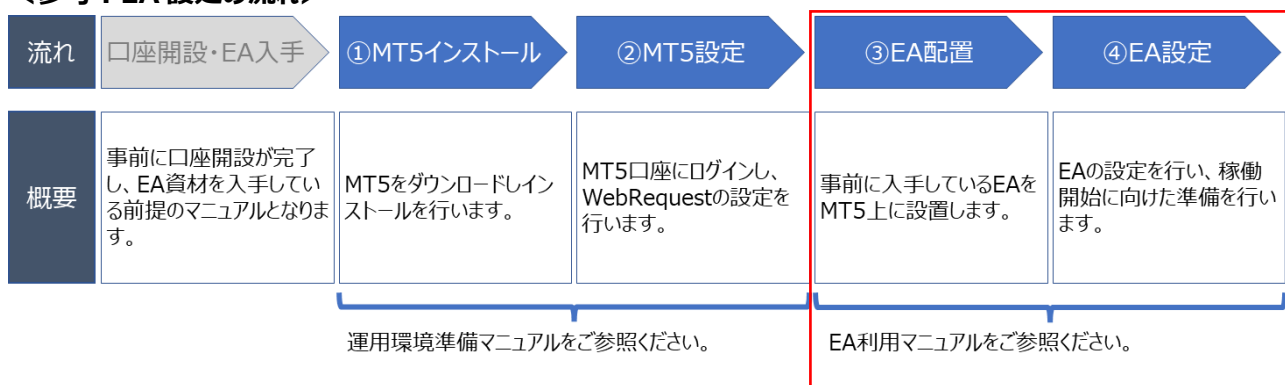 ＜参考：EA 設定の流れ＞
流れ
口座開設・EA入手
①MT5インストール
②MT5設定
③EA配置
④EA設定
概要
事前に口座開設が完了
し、EA資材を入手してい
る前提のマニュアルとなりま
す。
MT5をダウンロードしイン
ストールを行います。
MT5口座にログインし、
WebRequestの設定を
行います。
事前に入手しているEAを
MT5上に設置します。
EAの設定を行い、稼働
開始に向けた準備を行い
ます。
運用環境準備マニュアルをご参照ください。
EA利用マニュアルをご参照ください。